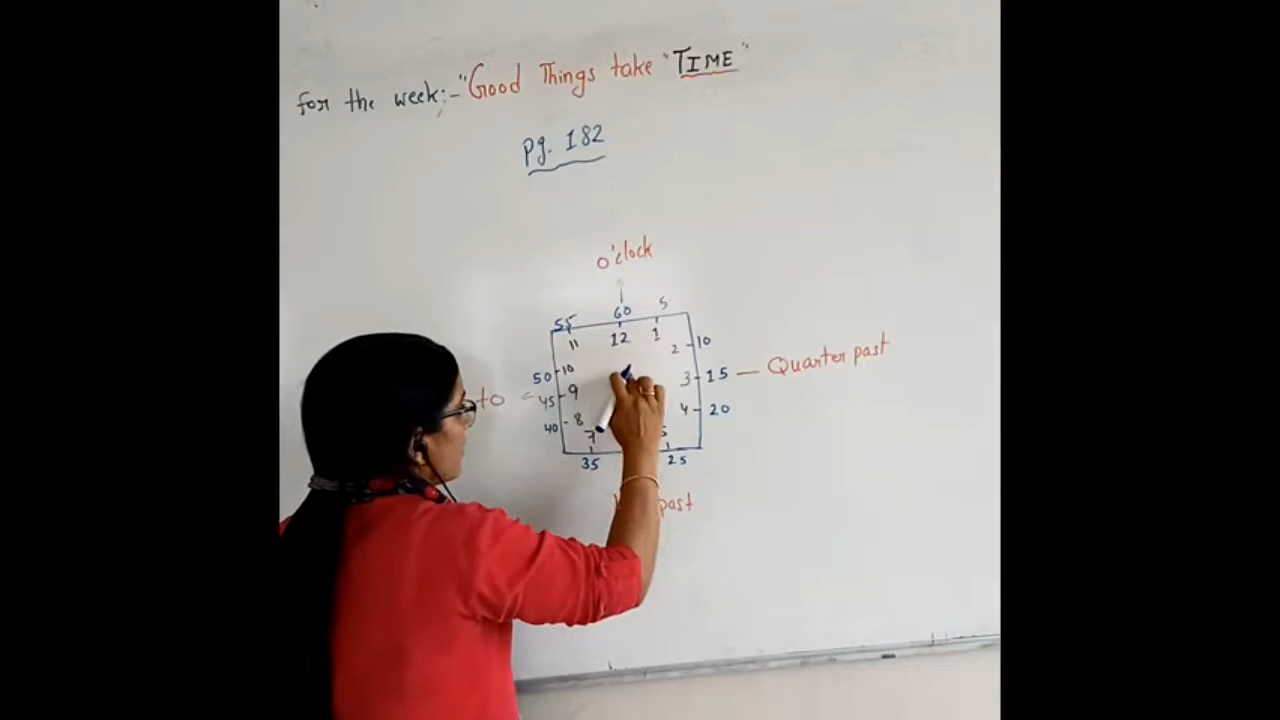 for the week:- "Good Things take "TIME"
Pg. 182
o'clock
55 60 5
11 12 1
50 10 2 10
45 9 3 15 — Quarter past
to
40 8 4 20
7
35 25
past